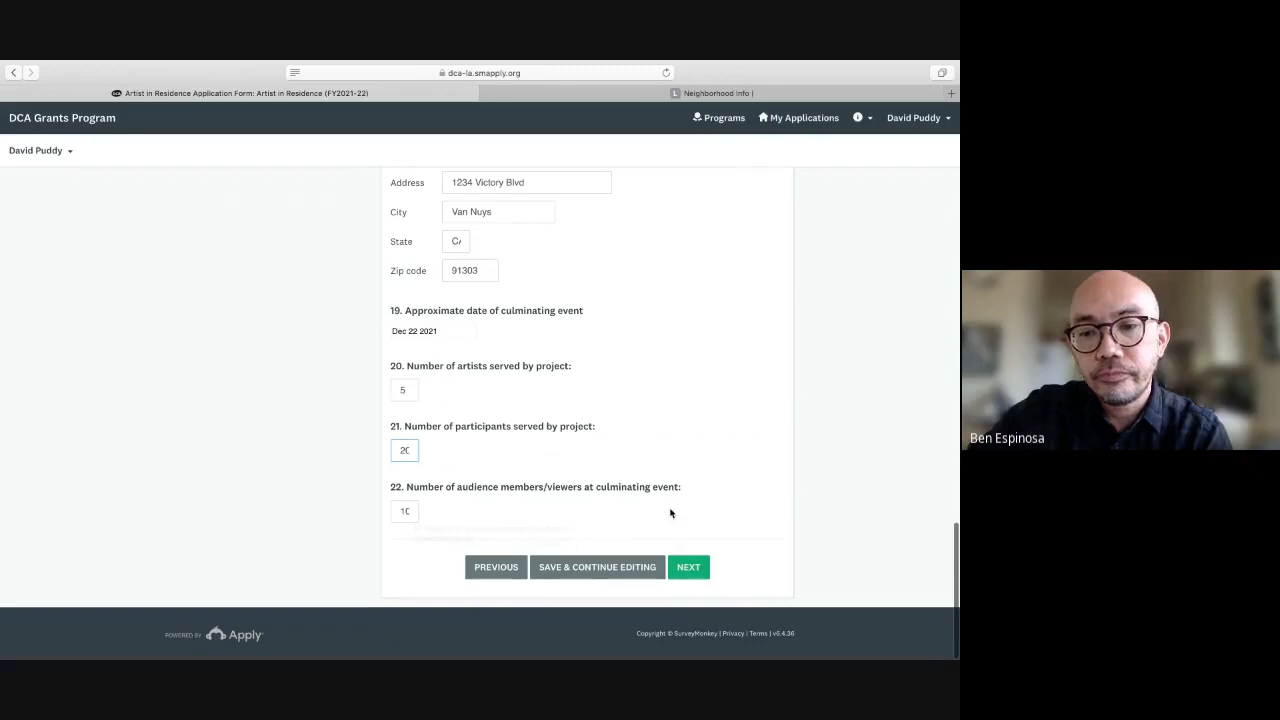 dca-la.smapply.org
Artist in Residence Application Form: Artist in Residence (FY2021-22)
Neighborhood Info |
DCA Grants Program
Programs
My Applications
David Puddy
David Puddy
Address 1234 Victory Blvd
City Van Nuys
State
Zip code 91303
19. Approximate date of culminating event
Dec 22 2021
20. Number of artists served by project:
5
21. Number of participants served by project:
22. Number of audience members/viewers at culminating event:
PREVIOUS
SAVE & CONTINUE EDITING
NEXT
POWERED BY Apply
Copyright © SurveyMonkey | Privacy | Terms | v6.4.36
Ben Espinosa